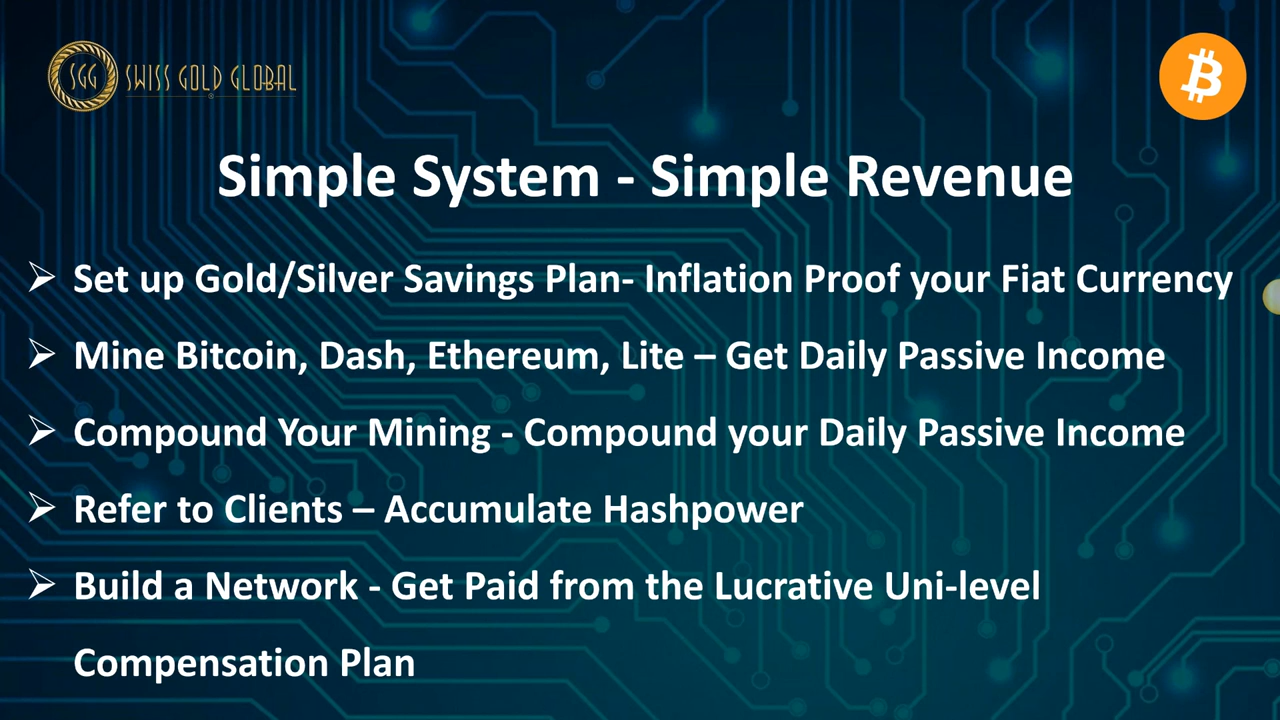 SGG SWISS GOLD GLOBAL
Simple System - Simple Revenue
Set up Gold/Silver Savings Plan- Inflation Proof your Fiat Currency
Mine Bitcoin, Dash, Ethereum, Lite – Get Daily Passive Income
Compound Your Mining - Compound your Daily Passive Income
Refer to Clients – Accumulate Hashpower
Build a Network - Get Paid from the Lucrative Uni-level
Compensation Plan